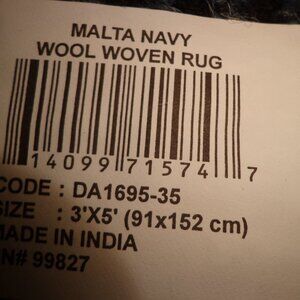 MALTA NAVY
WOOL WOVEN RUG
14099 71574 7
CODE : DA1695-35
SIZE : 3'X5' (91x152 cm)
MADE IN INDIA
N# 99827